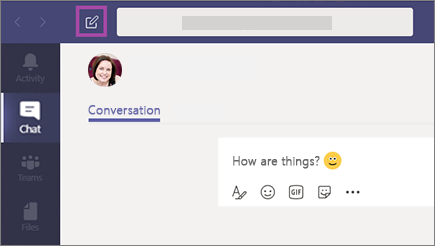 Activity
Chat
Teams
Files
Conversation
How are things?
GIF